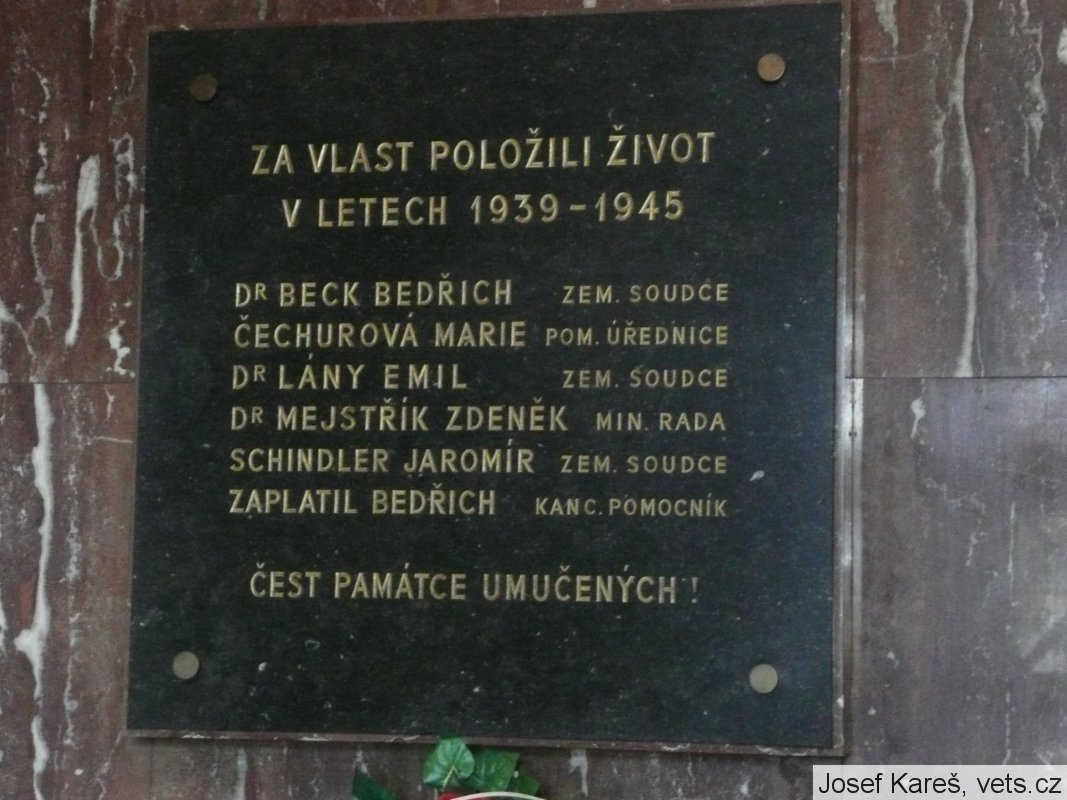 ZA VLAST POLOŽILI ŽIVOT
V LETECH 1939-1945
DR BECK BEDŘICH ZEM. SOUDCE
ČECHUROVÁ MARIE POM. ÚŘEDNICE
DR LÁNY EMIL ZEM. SOUDCE
DR MEJSTŘÍK ZDENĚK MIN. RADA
SCHINDLER JAROMÍR ZEM. SOUDCE
ZAPLATIL BEDŘICH KANC. POMOCNÍK
ČEST PAMÁTCE UMUČENÝCH!
Josef Kareš, vets.cz